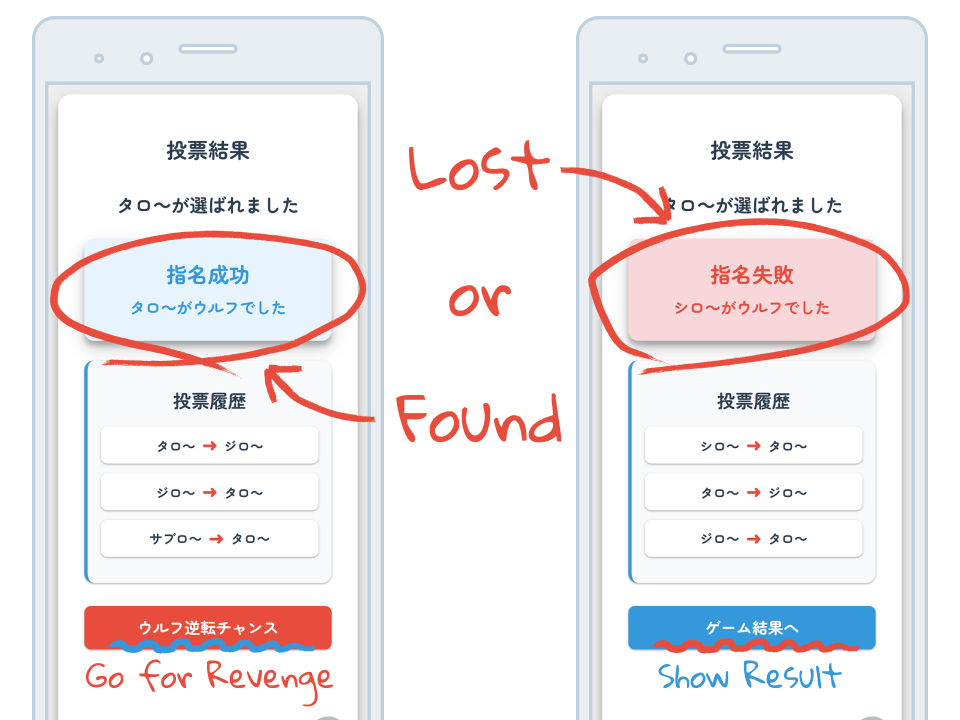 投票結果
タロ〜が選ばれました
指名成功
タロ〜がウルフでした
投票履歴
タロ〜 ➜ ジロ〜
ジロ〜 ➜ タロ〜
サブロ〜 ➜ タロ〜
ウルフ逆転チャンス
Go for Revenge
Lost
or
Found
投票結果
タロ〜が選ばれました
指名失敗
シロ〜がウルフでした
投票履歴
シロ〜 ➜ タロ〜
タロ〜 ➜ ジロ〜
ジロ〜 ➜ タロ〜
ゲーム結果へ
Show Result